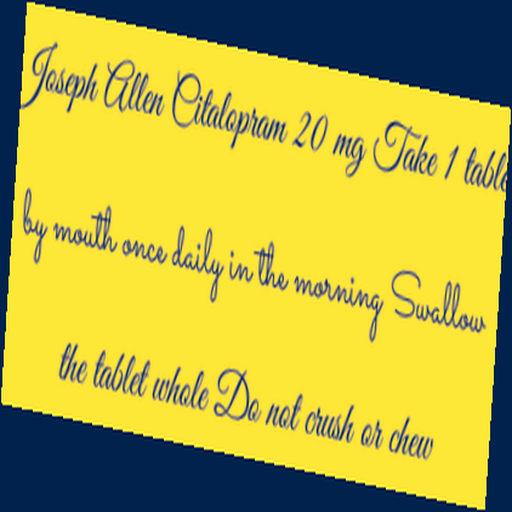 Joseph Allen Citalopram 20 mg Take 1 table
by mouth once daily in the morning Swallow
the tablet whole Do not crush or chew